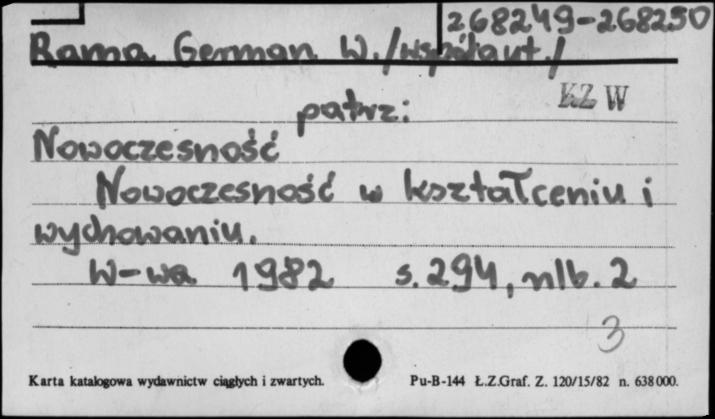 268249-268250
Rama German W. /współaut./
KZ W
patrz:
Nowoczesność
Nowoczesność w kształceniu i
wychowaniu.
W-wa 1982 s. 294, nlb. 2
3
Karta katalogowa wydawnictw ciągłych i zwartych. Pu-B-144 Ł.Z.Graf. Z. 120/15/82 n. 638000.